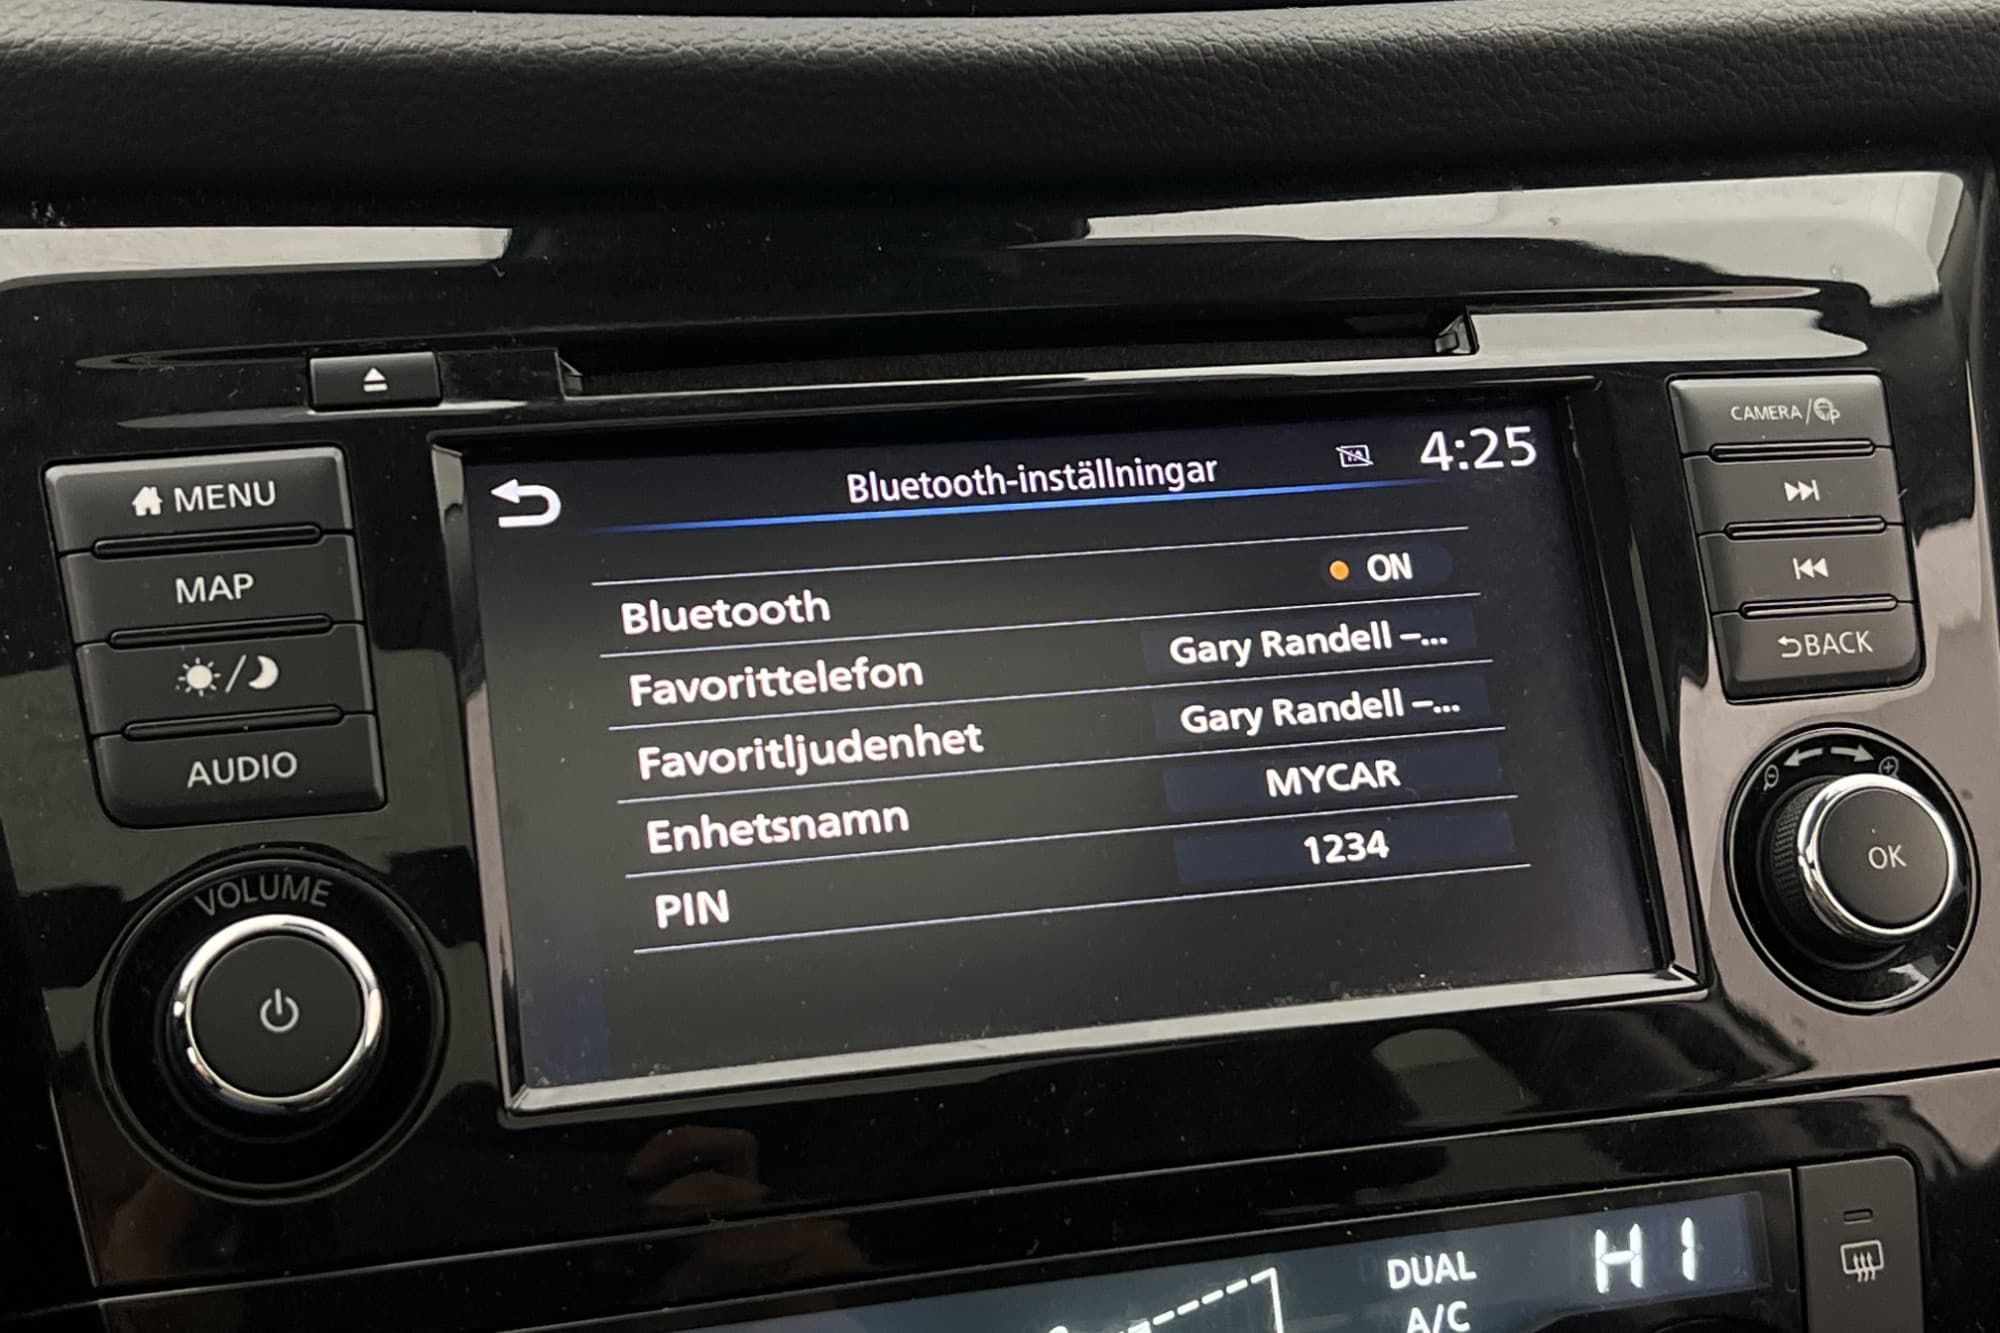 CAMERA/
MENU
MAP
AUDIO
VOLUME
Bluetooth-inställningar
4:25
Bluetooth ON
Favorittelefon Gary Randell –...
Favoritljudenhet Gary Randell –...
Enhetsnamn MYCAR
PIN 1234
BACK
OK
DUAL
A/C
HI